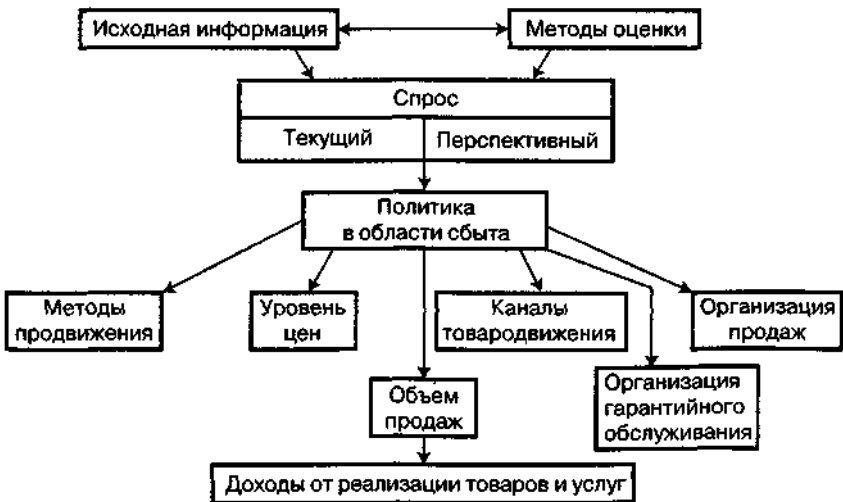 Исходная информация
Методы оценки
Спрос
Текущий
Перспективный
Политика
в области сбыта
Методы
продвижения
Уровень
цен
Каналы
товародвижения
Организация
продаж
Объем
продаж
Организация
гарантийного
обслуживания
Доходы от реализации товаров и услуг